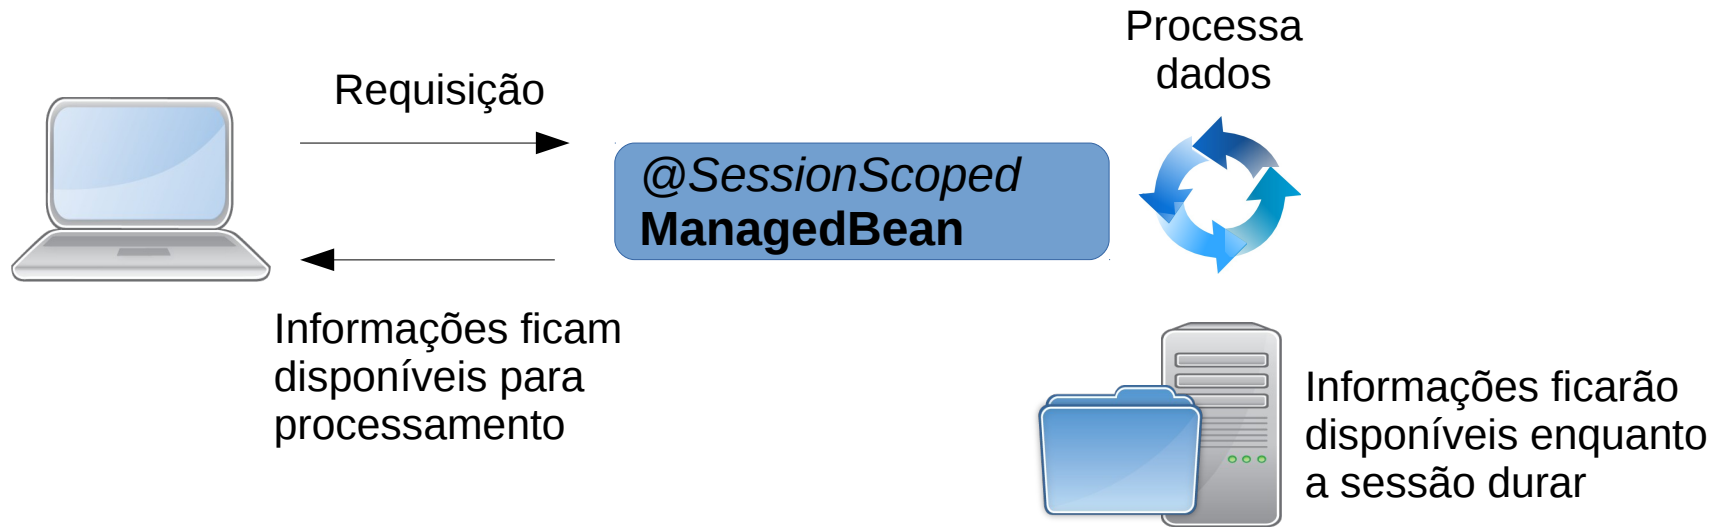 Processa
dados
Requisição
@SessionScoped
ManagedBean
Informações ficam
disponíveis para
processamento
Informações ficarão
disponíveis enquanto
a sessão durar